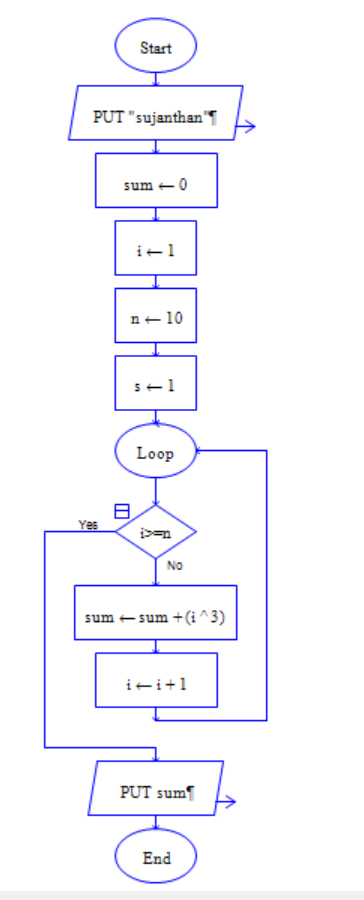 Start
PUT "sujanthan"¶
sum ← 0
i ← 1
n ← 10
s ← 1
Loop
Yes
i>=n
No
sum ← sum +(i ^3)
i ← i + 1
PUT sum¶
End